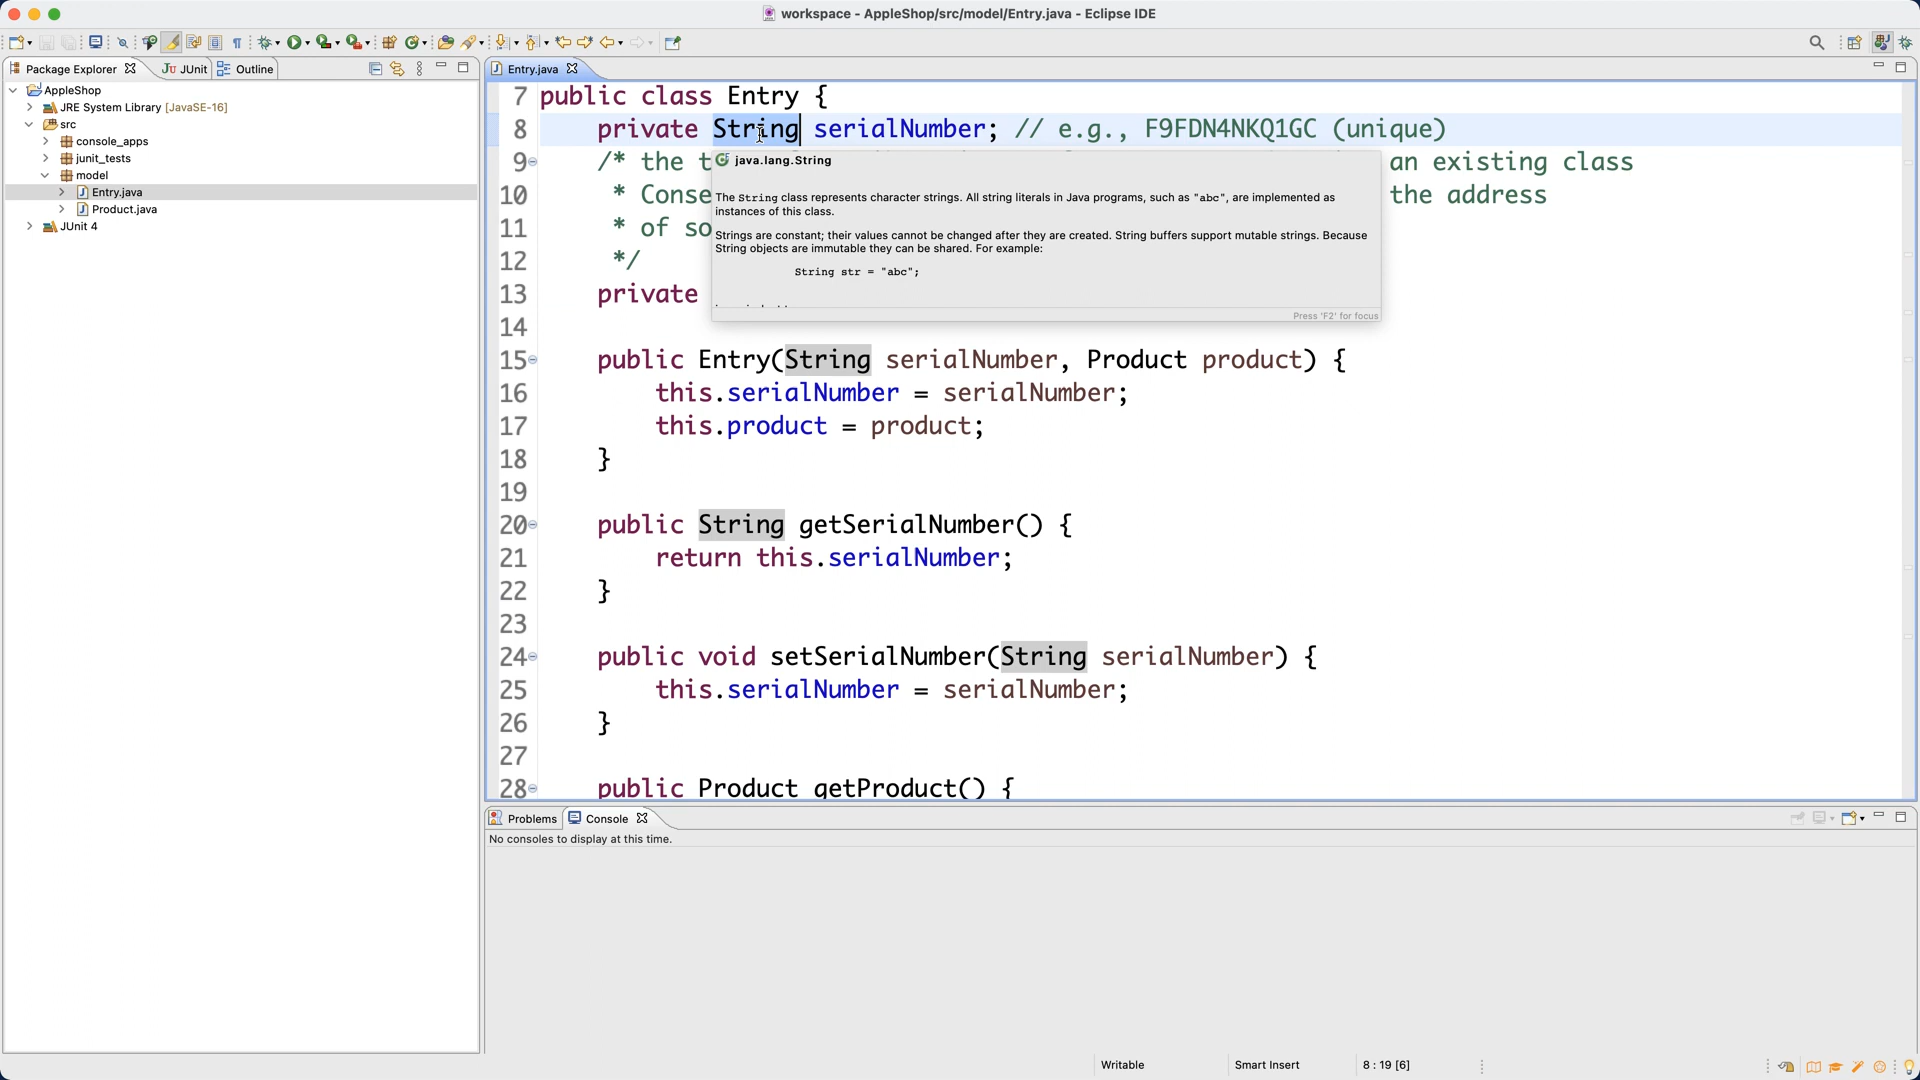 workspace - AppleShop/src/model/Entry.java - Eclipse IDE
Package Explorer
JUnit
Outline
AppleShop
JRE System Library [JavaSE-16]
src
console_apps
junit_tests
model
Entry.java
Product.java
JUnit 4
Entry.java
7 public class Entry {
8 private String serialNumber; // e.g., F9FDN4NKQ1GC (unique)
9 /* the t an existing class
10 * Conse the address
11 * of so
12 */
13 private
java.lang.String
The String class represents character strings. All string literals in Java programs, such as "abc", are implemented as
instances of this class.
Strings are constant; their values cannot be changed after they are created. String buffers support mutable strings. Because
String objects are immutable they can be shared. For example:
String str = "abc";
Press 'F2' for focus
14
15 public Entry(String serialNumber, Product product) {
16 this.serialNumber = serialNumber;
17 this.product = product;
18 }
19
20 public String getSerialNumber() {
21 return this.serialNumber;
22 }
23
24 public void setSerialNumber(String serialNumber) {
25 this.serialNumber = serialNumber;
26 }
27
28 public Product getProduct() {
Problems
Console
No consoles to display at this time.
Writable
Smart Insert
8 : 19 [6]